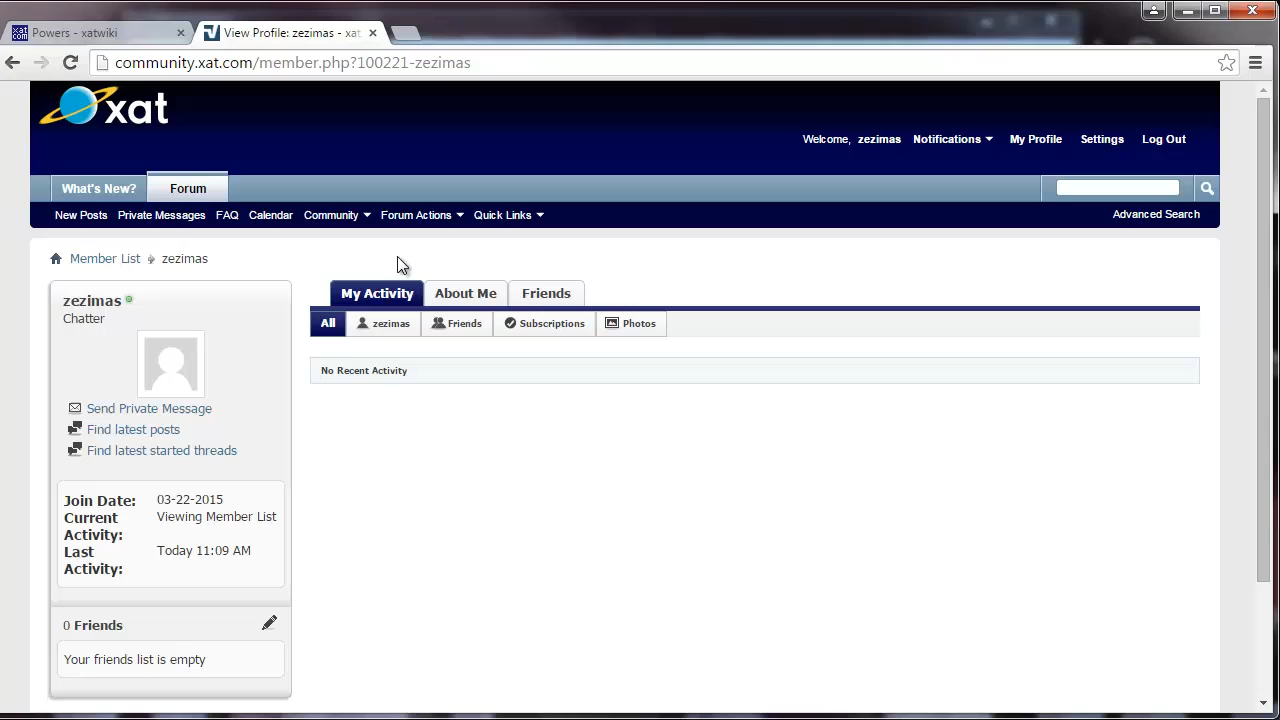 xat com
Powers - xatwiki
View Profile: zezimas - xat
community.xat.com/member.php?100221-zezimas
xat
Welcome, zezimas Notifications My Profile Settings Log Out
What's New? Forum
New Posts Private Messages FAQ Calendar Community Forum Actions Quick Links Advanced Search
Member List zezimas
zezimas
Chatter
Send Private Message
Find latest posts
Find latest started threads
Join Date: 03-22-2015
Current Activity: Viewing Member List
Last Activity: Today 11:09 AM
0 Friends
Your friends list is empty
My Activity About Me Friends
All zezimas Friends Subscriptions Photos
No Recent Activity